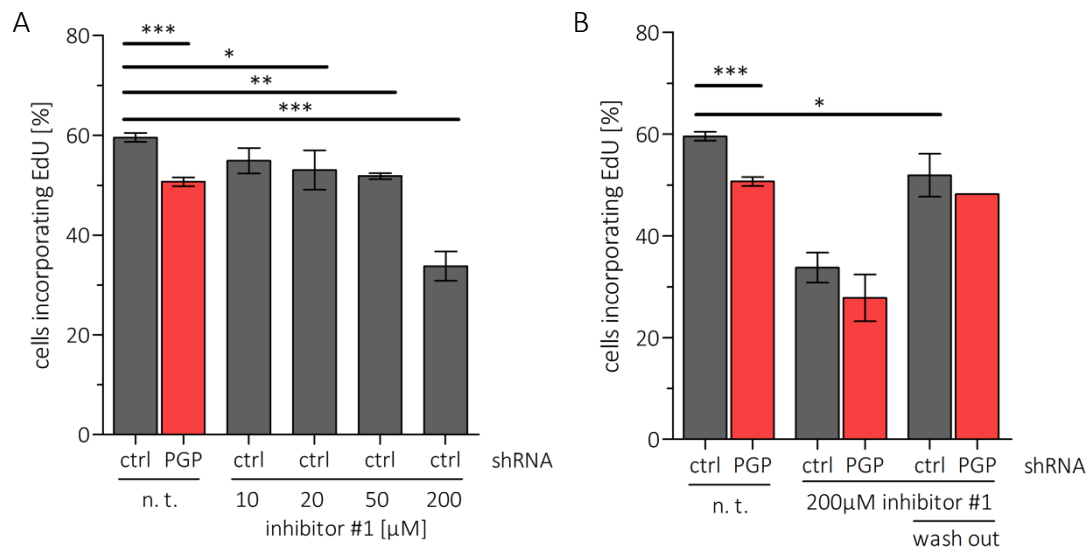 A
80
60
40
20
0
cells incorporating EdU [%]
***
*
**
***
ctrl PGP ctrl ctrl ctrl ctrl shRNA
n. t. 10 20 50 200
inhibitor #1 [µM]
B
80
60
40
20
0
cells incorporating EdU [%]
***
*
ctrl PGP ctrl PGP ctrl PGP shRNA
n. t. 200µM inhibitor #1
wash out